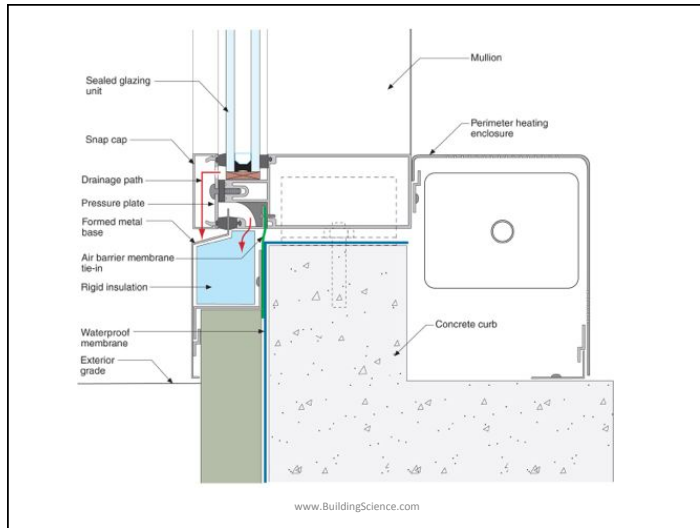 Sealed glazing
unit
Snap cap
Drainage path
Pressure plate
Formed metal
base
Air barrier membrane
tie-in
Rigid insulation
Waterproof
membrane
Exterior
grade
Mullion
Perimeter heating
enclosure
Concrete curb
www.BuildingScience.com